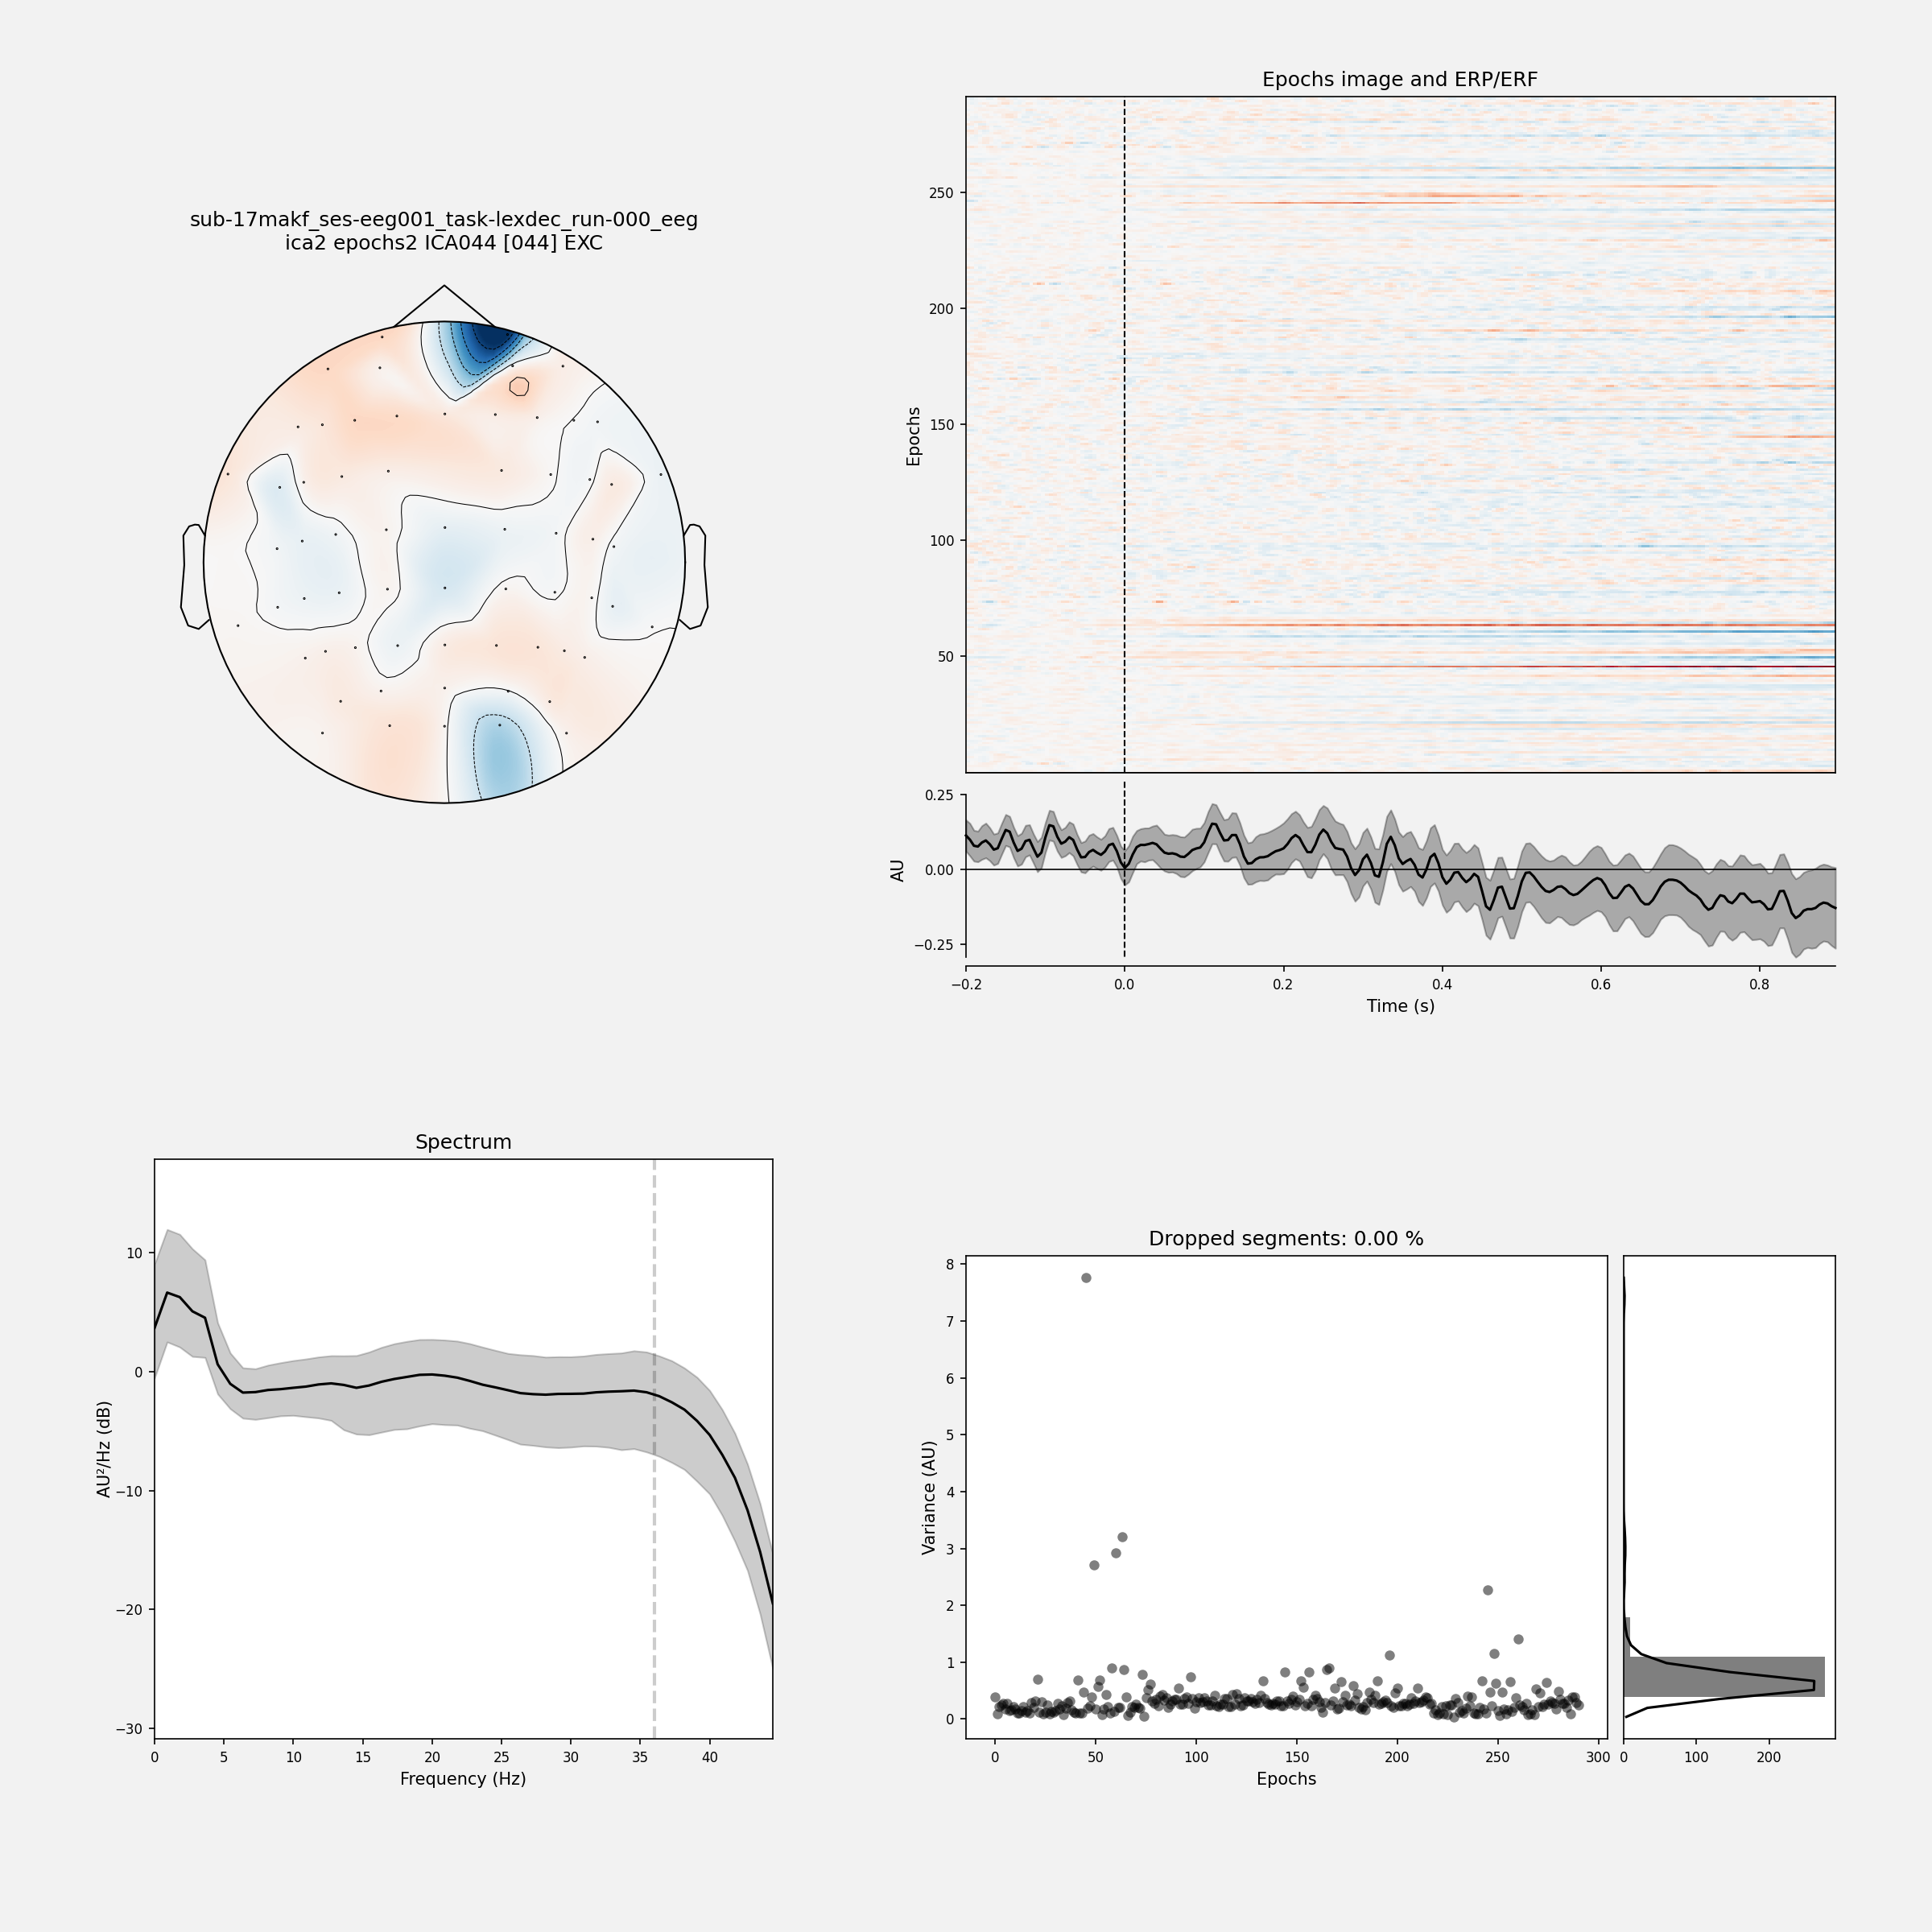 sub-17makf_ses-eeg001_task-lexdec_run-000_eeg
ica2 epochs2 ICA044 [044] EXC
Epochs image and ERP/ERF
Epochs
250
200
150
100
50
AU
0.25
0.00
−0.25
−0.2 0.0 0.2 0.4 0.6 0.8
Time (s)
Spectrum
AU²/Hz (dB)
10
0
−10
−20
−30
0 5 10 15 20 25 30 35 40
Frequency (Hz)
Dropped segments: 0.00 %
Variance (AU)
8
7
6
5
4
3
2
1
0
0 50 100 150 200 250 300
Epochs
0 100 200